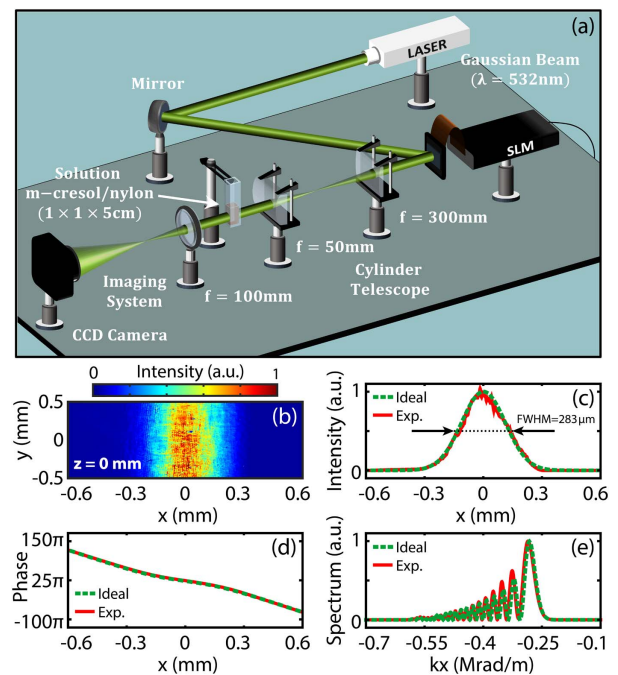 (a)
LASER
Gaussian Beam
(λ = 532nm)
Mirror
SLM
Solution
m−cresol/nylon
(1 × 1 × 5cm)
f = 300mm
f = 50mm
Cylinder
Telescope
Imaging
System
f = 100mm
CCD Camera
Intensity (a.u.)
0
1
(b)
y (mm)
0.5
0
-0.5
z = 0 mm
-0.6
-0.3
0
0.3
0.6
x (mm)
(c)
Intensity (a.u.)
1
0
Ideal
Exp.
FWHM=283μm
-0.6
-0.3
0
0.3
0.6
x (mm)
(d)
Phase
150π
25π
-100π
Ideal
Exp.
-0.6
-0.3
0
0.3
0.6
x (mm)
(e)
Spectrum (a.u.)
1
0
Ideal
Exp.
-0.7
-0.55
-0.4
-0.25
-0.1
kx (Mrad/m)